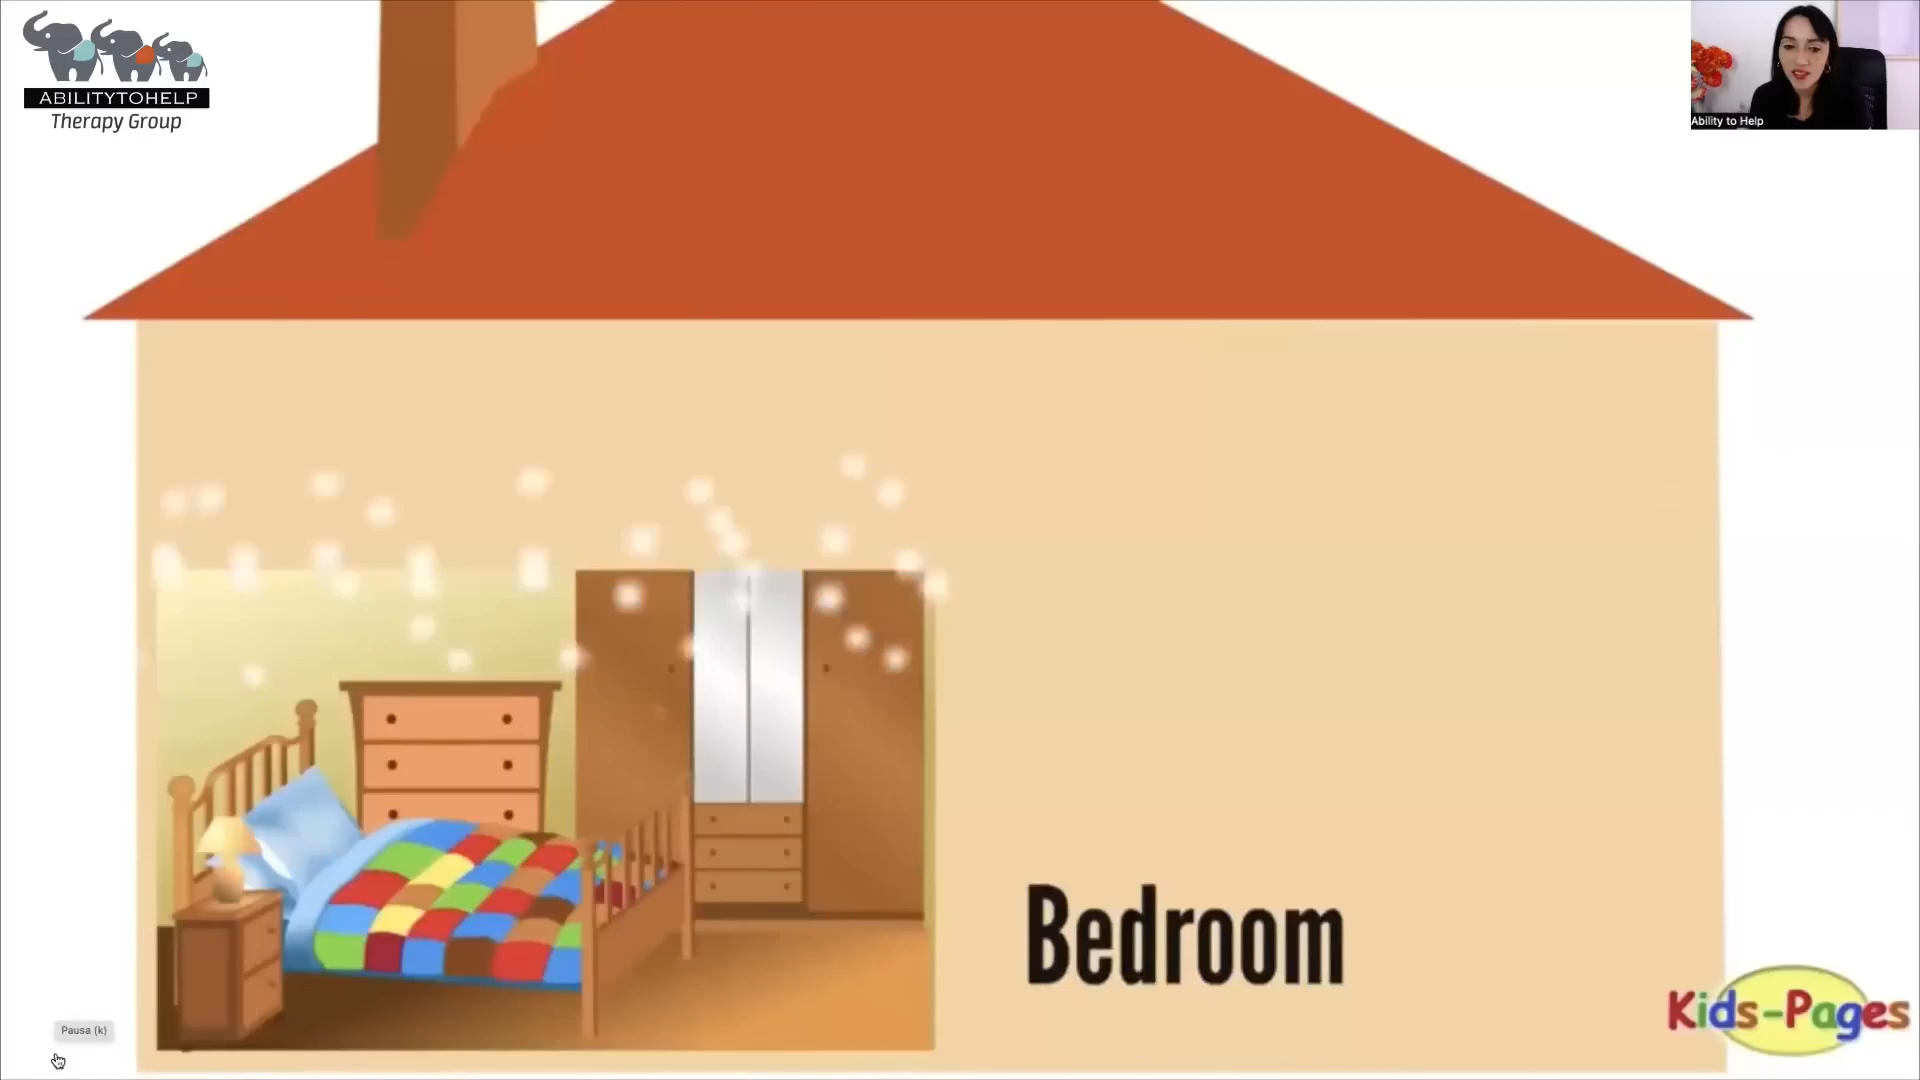 ABILITYTOHELP
Therapy Group
Ability to Help
Bedroom
Kids-Pages
Pausa (k)